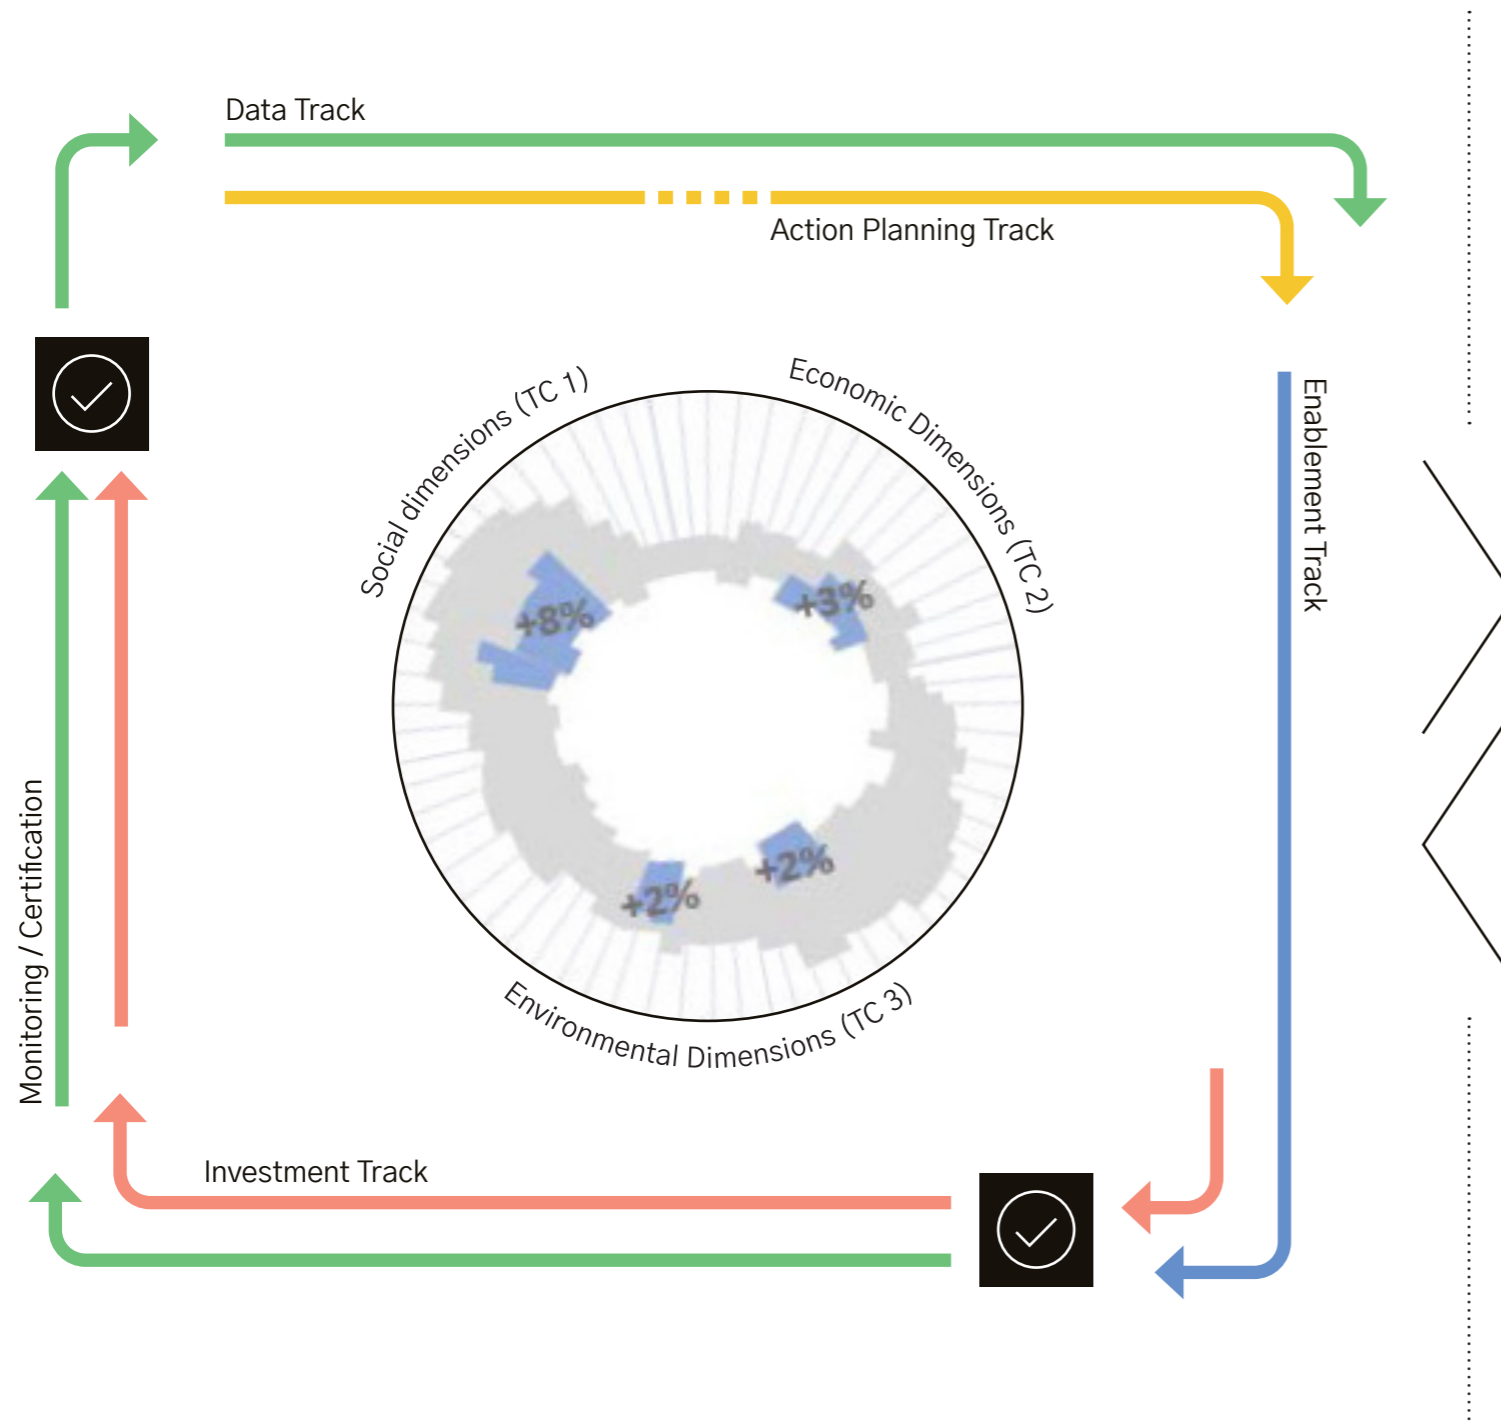 Data Track
Action Planning Track
Social dimensions (TC 1)
Economic Dimensions (TC 2)
Enablement Track
+8%
+3%
+2%
+2%
Environmental Dimensions (TC 3)
Monitoring / Certification
Investment Track